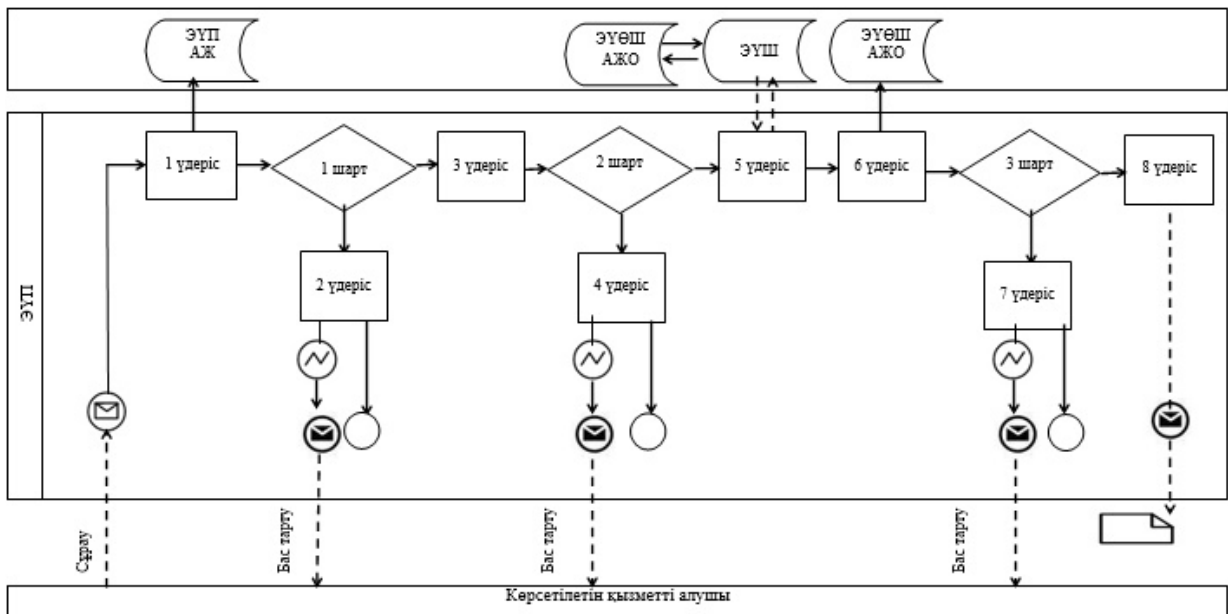 ЭҮП
АЖ
ЭҮӨШ
АЖО
ЭҮШ
ЭҮӨШ
АЖО
ЭҮП
1 үдеріс
1 шарт
3 үдеріс
2 шарт
5 үдеріс
6 үдеріс
3 шарт
8 үдеріс
2 үдеріс
4 үдеріс
7 үдеріс
Сұрау
Бас тарту
Бас тарту
Бас тарту
Көрсетілетін қызметті алушы